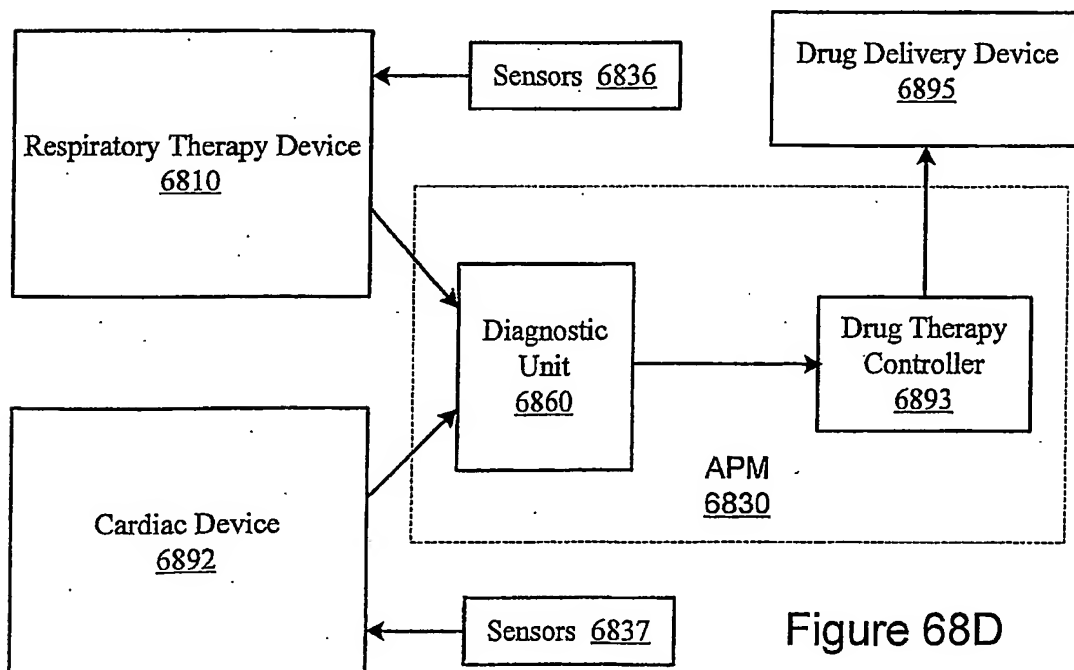 Respiratory Therapy Device
6810
Sensors 6836
Drug Delivery Device
6895
Diagnostic
Unit
6860
Drug Therapy
Controller
6893
APM
6830
Cardiac Device
6892
Sensors 6837
Figure 68D